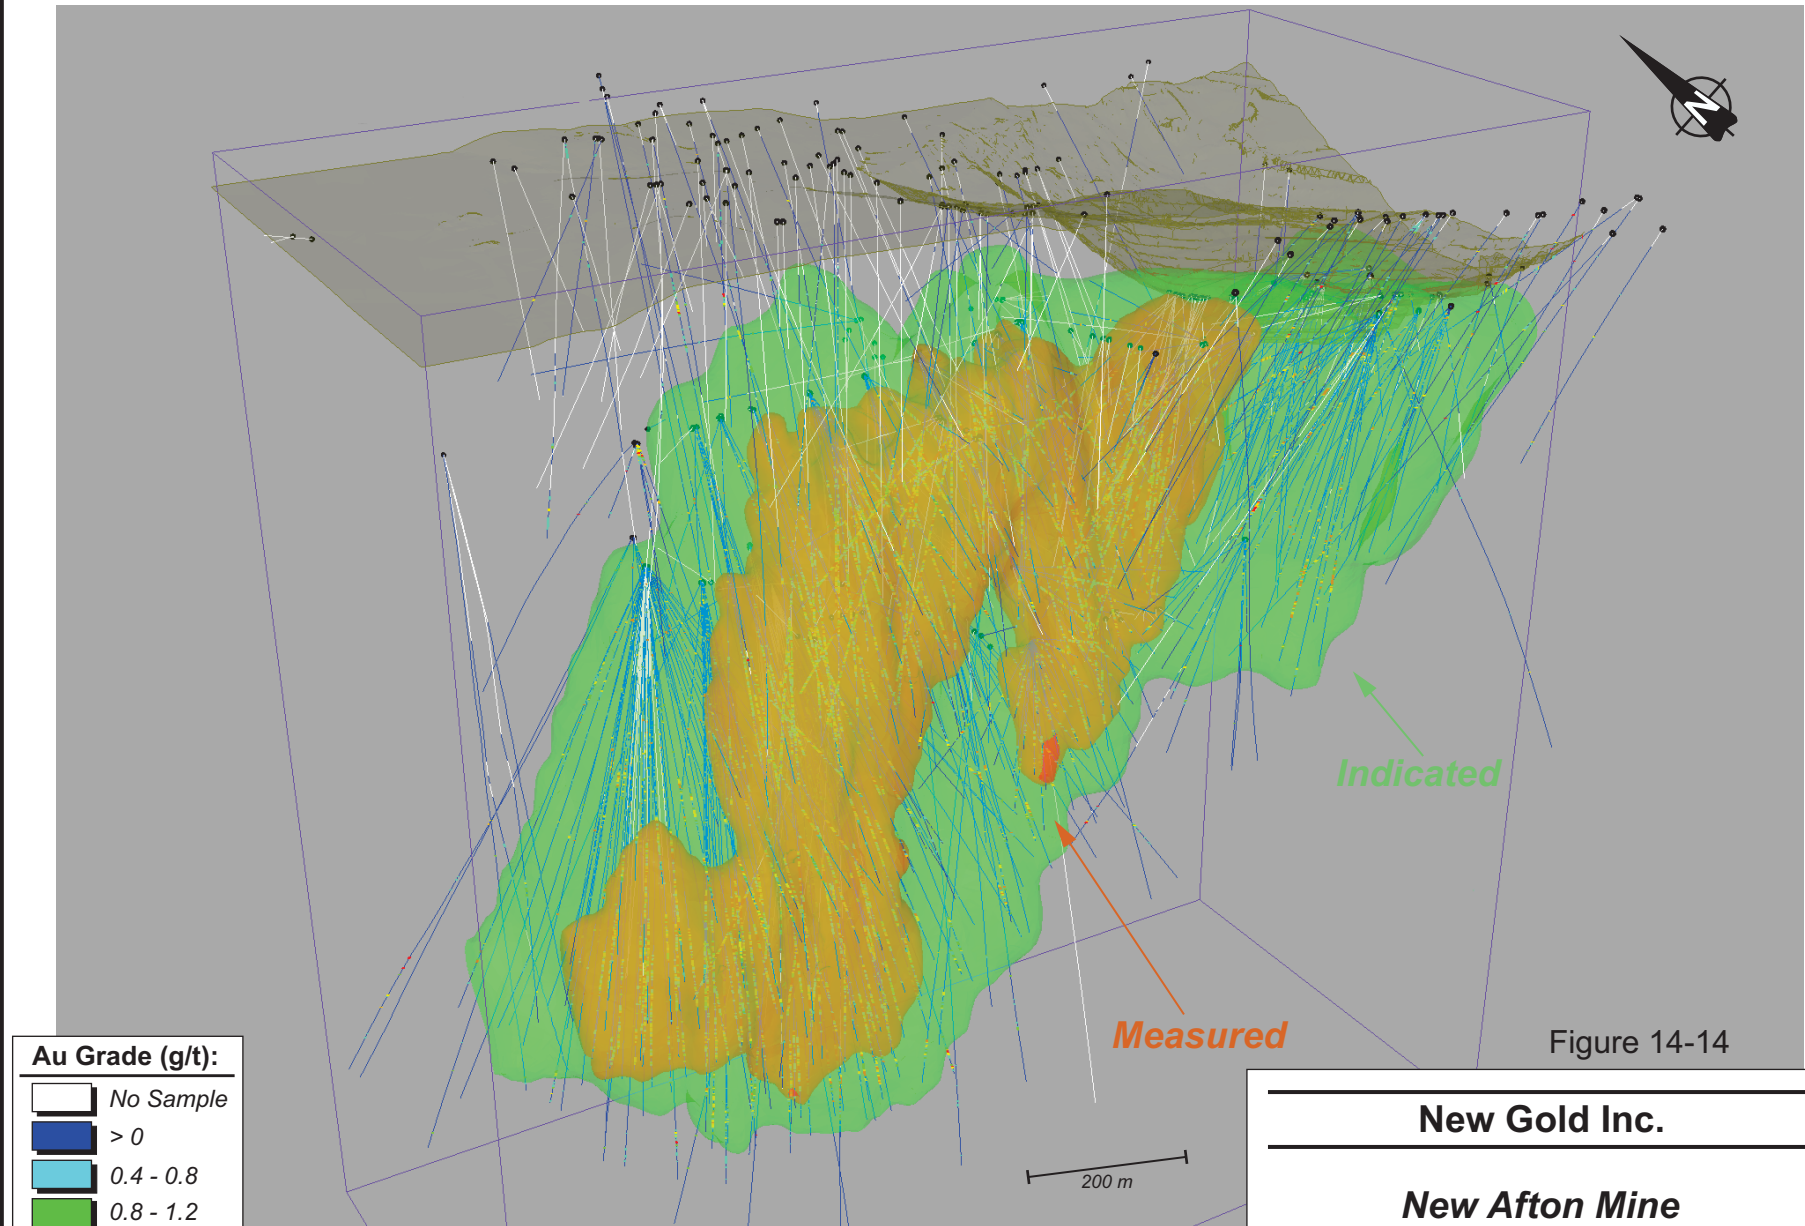 N
Indicated
Measured
Figure 14-14
Au Grade (g/t):
No Sample
> 0
0.4 - 0.8
0.8 - 1.2
200 m
New Gold Inc.
New Afton Mine